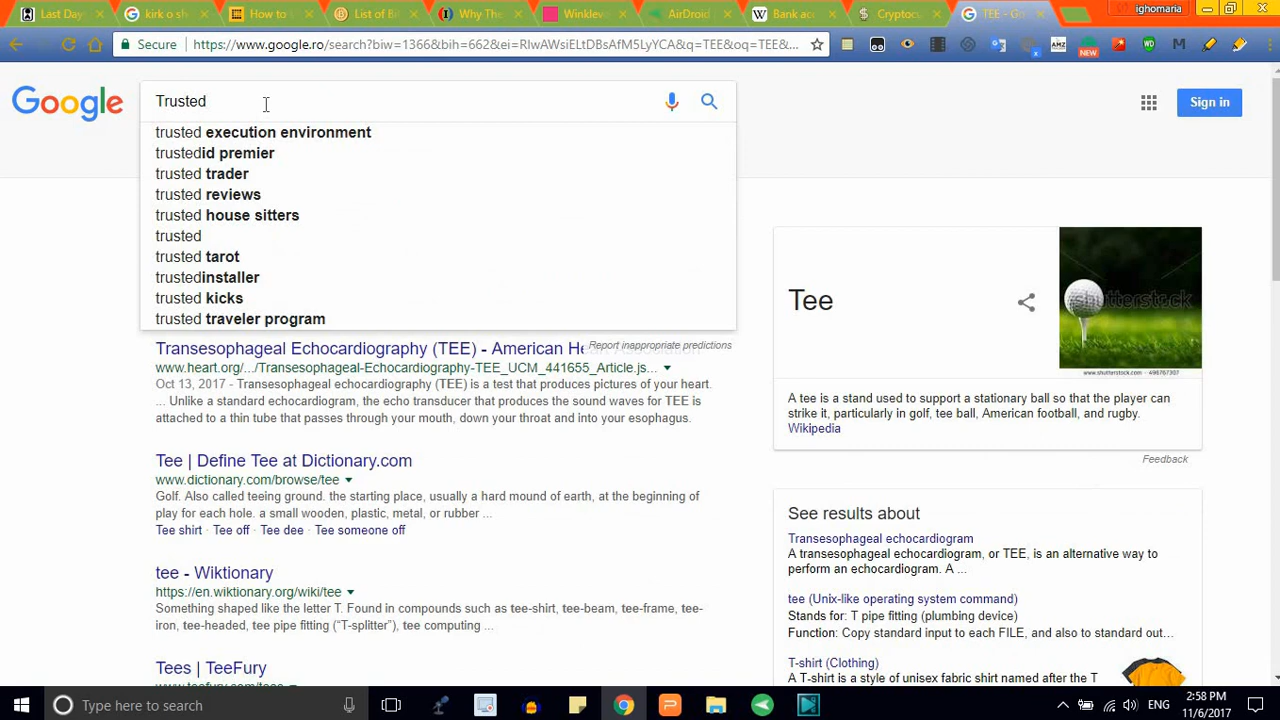 Last Day
kirk o sh
How to
List of Bi
Why The
Winklev
AirDroid
Bank acc
Cryptocu
TEE - Go
ighomaria
Secure https://www.google.ro/search?biw=1366&bih=662&ei=RIwAWsiELtDBsAfM5LyYCA&q=TEE&oq=TEE&...
Google
Trusted
Sign in
trusted execution environment
trustedid premier
trusted trader
trusted reviews
trusted house sitters
trusted
trusted tarot
trustedinstaller
trusted kicks
trusted traveler program
Report inappropriate predictions
Transesophageal Echocardiography (TEE) - American He
www.heart.org/.../Transesophageal-Echocardiography-TEE_UCM_441655_Article.js...
Oct 13, 2017 - Transesophageal echocardiography (TEE) is a test that produces pictures of your heart.
... Unlike a standard echocardiogram, the echo transducer that produces the sound waves for TEE is
attached to a thin tube that passes through your mouth, down your throat and into your esophagus.
Tee | Define Tee at Dictionary.com
www.dictionary.com/browse/tee
Golf. Also called teeing ground. the starting place, usually a hard mound of earth, at the beginning of
play for each hole. a small wooden, plastic, metal, or rubber ...
Tee shirt · Tee off · Tee dee · Tee someone off
tee - Wiktionary
https://en.wiktionary.org/wiki/tee
Something shaped like the letter T. Found in compounds such as tee-shirt, tee-beam, tee-frame, tee-
iron, tee-headed, tee pipe fitting ("T-splitter"), tee computing ...
Tees | TeeFury
www.teefury.com/tees
Tee
shutterstock
www.shutterstock.com · 496767307
A tee is a stand used to support a stationary ball so that the player can
strike it, particularly in golf, tee ball, American football, and rugby.
Wikipedia
Feedback
See results about
Transesophageal echocardiogram
A transesophageal echocardiogram, or TEE, is an alternative way to
perform an echocardiogram. A ...
tee (Unix-like operating system command)
Stands for: T pipe fitting (plumbing device)
Function: Copy standard input to each FILE, and also to standard out...
T-shirt (Clothing)
A T-shirt is a style of unisex fabric shirt named after the T
AMZ
NEW
WD
M
Type here to search
ENG
2:58 PM
11/6/2017